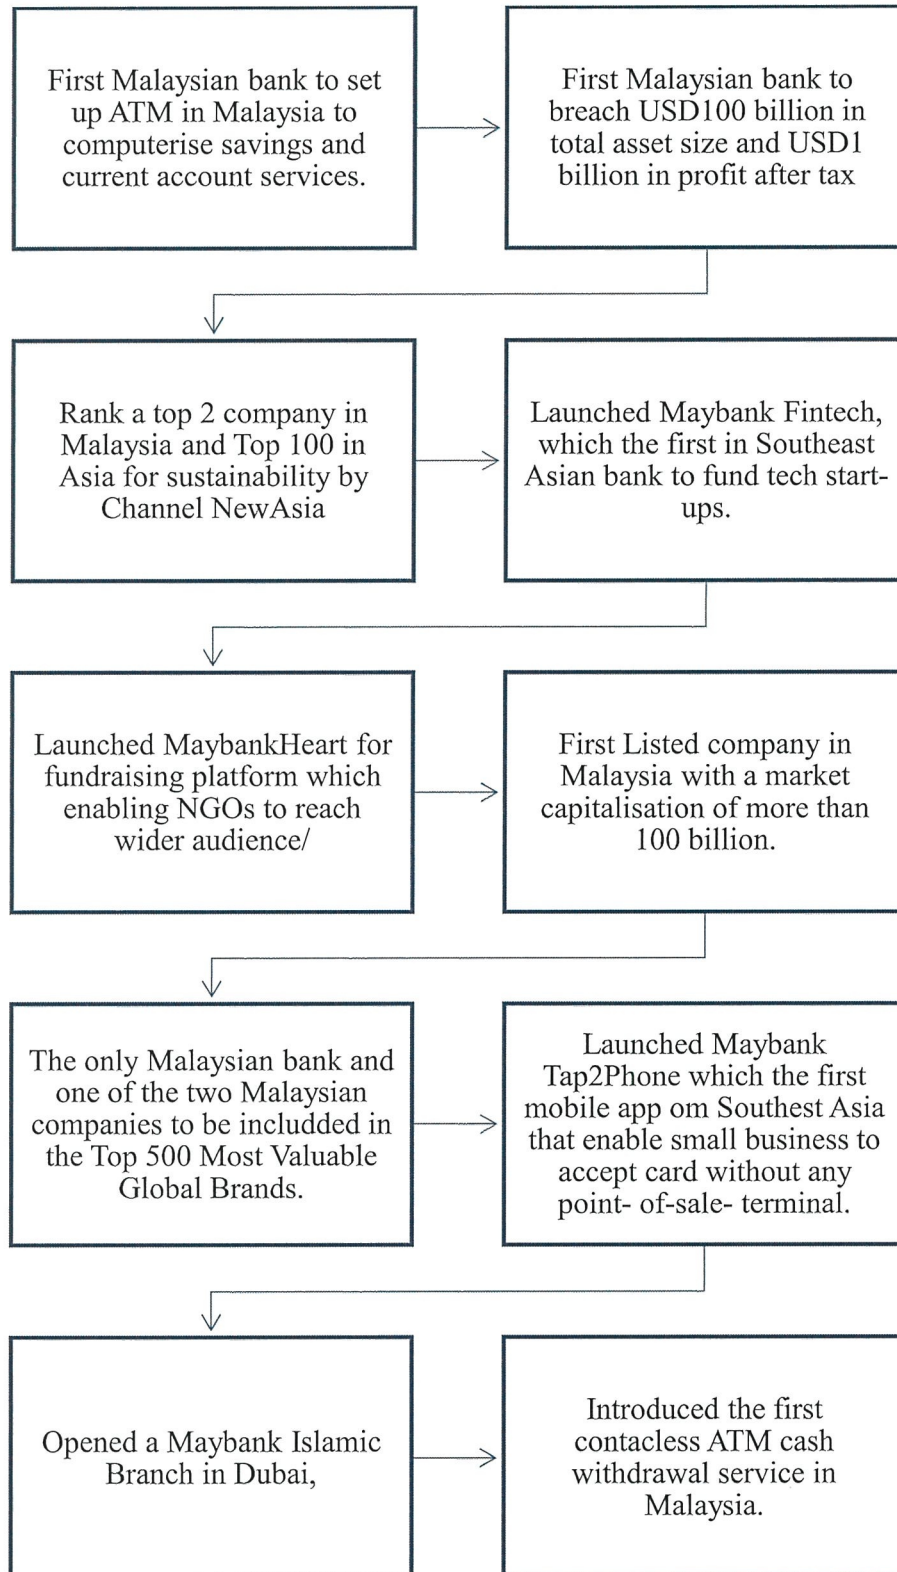 First Malaysian bank to set
up ATM in Malaysia to
computerise savings and
current account services.
First Malaysian bank to
breach USD100 billion in
total asset size and USD1
billion in profit after tax
Rank a top 2 company in
Malaysia and Top 100 in
Asia for sustainability by
Channel NewAsia
Launched Maybank Fintech,
which the first in Southeast
Asian bank to fund tech start-
ups.
Launched MaybankHeart for
fundraising platform which
enabling NGOs to reach
wider audience/
First Listed company in
Malaysia with a market
capitalisation of more than
100 billion.
The only Malaysian bank and
one of the two Malaysian
companies to be includded in
the Top 500 Most Valuable
Global Brands.
Launched Maybank
Tap2Phone which the first
mobile app om Southest Asia
that enable small business to
accept card without any
point- of-sale- terminal.
Opened a Maybank Islamic
Branch in Dubai,
Introduced the first
contacless ATM cash
withdrawal service in
Malaysia.